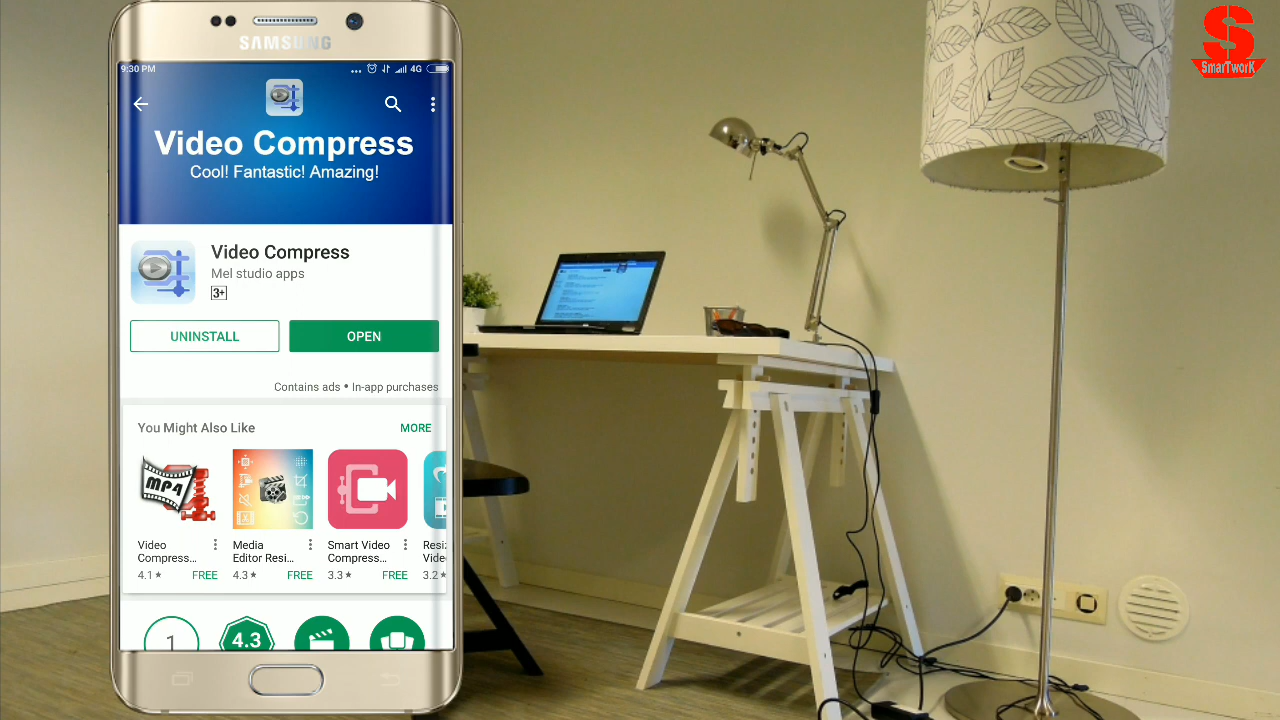 SAMSUNG
9:30 PM
4G
Video Compress
Cool! Fantastic! Amazing!
Video Compress
Mel studio apps
3+
UNINSTALL
OPEN
Contains ads • In-app purchases
You Might Also Like
MORE
MP4
Video
Compress...
4.1 ★ FREE
Media
Editor Resi...
4.3 ★ FREE
Smart Video
Compress...
3.3 ★ FREE
Resi
Vide
3.2 ★
1
4.3
S
SmarTworK